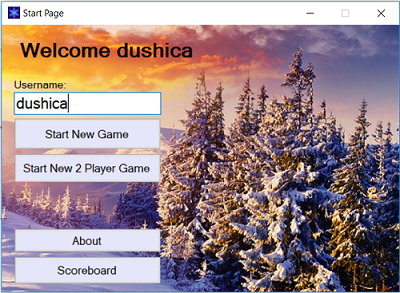 Start Page
Welcome dushica
Username:
dushica
Start New Game
Start New 2 Player Game
About
Scoreboard